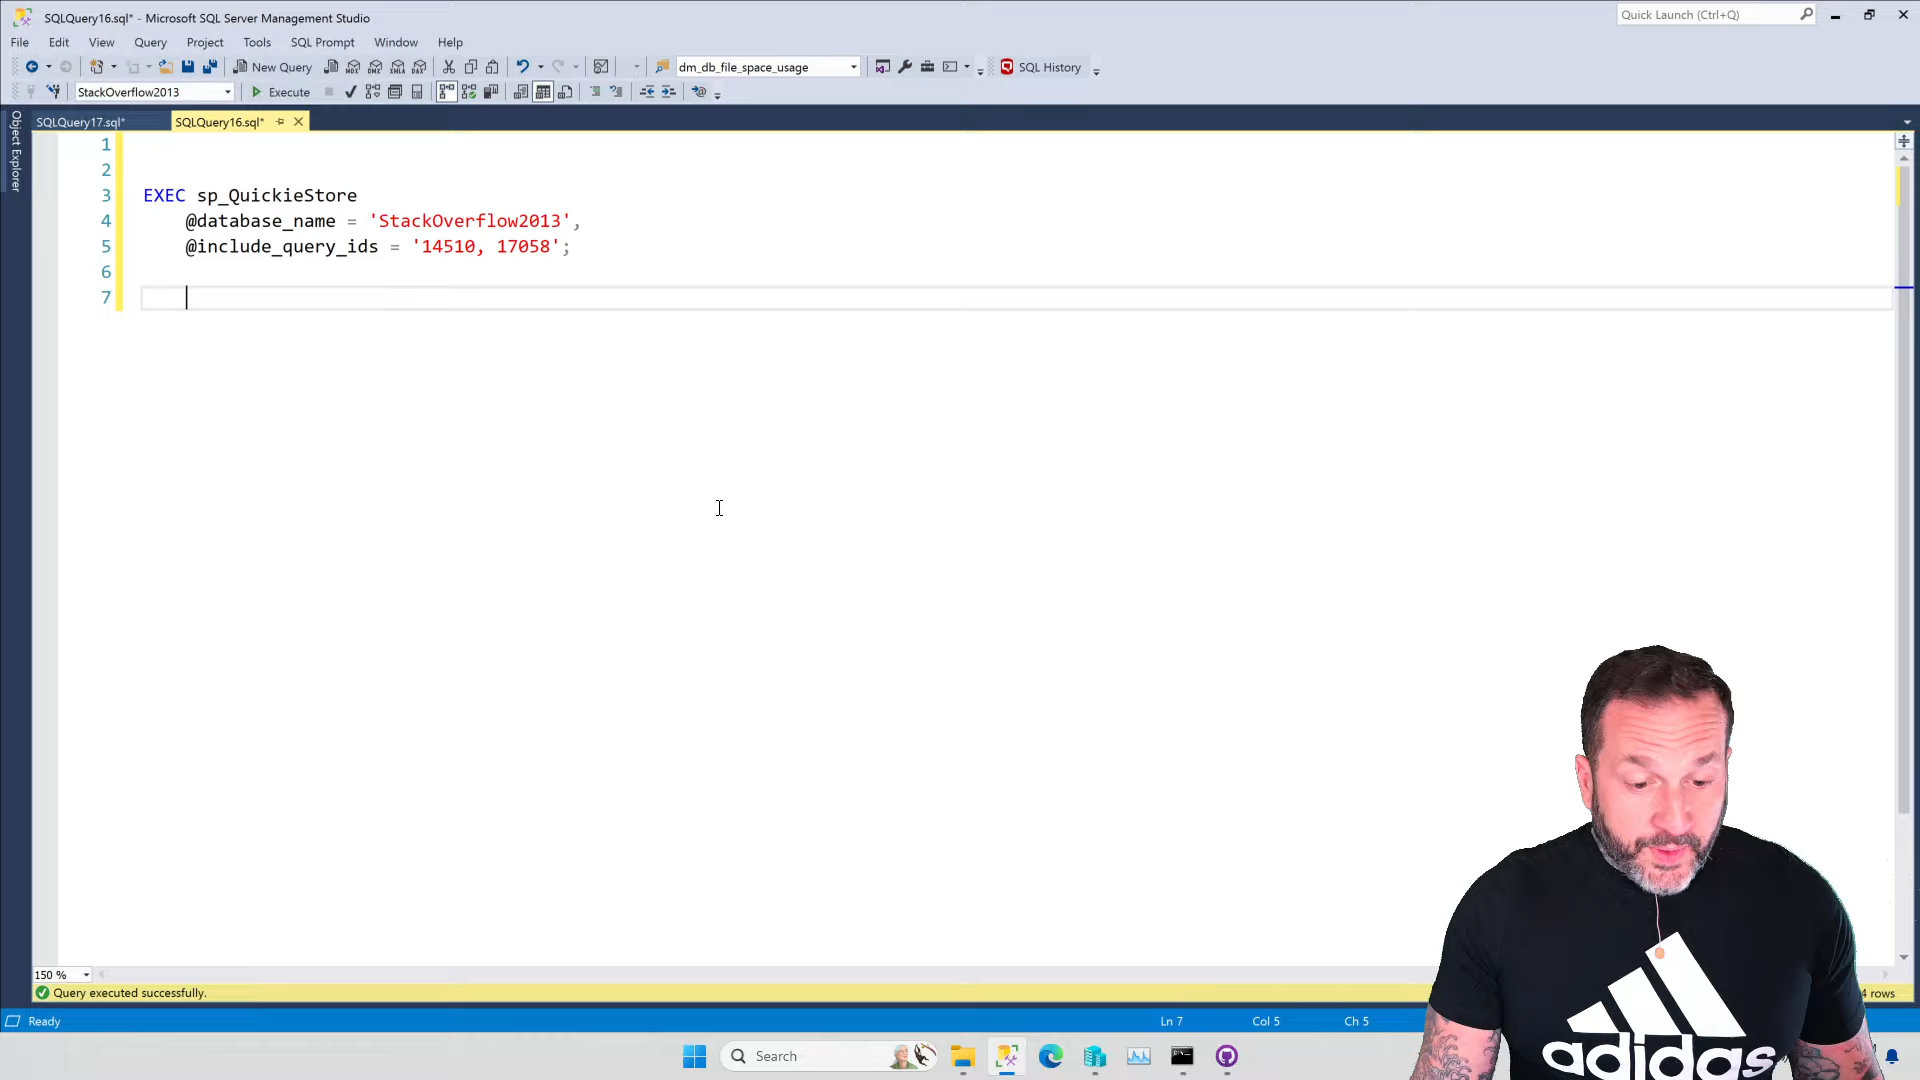 SQLQuery16.sql* - Microsoft SQL Server Management Studio
Quick Launch (Ctrl+Q)
File Edit View Query Project Tools SQL Prompt Window Help
New Query
dm_db_file_space_usage
SQL History
StackOverflow2013
Execute
SQLQuery17.sql*
SQLQuery16.sql*
Object Explorer
1
2
3 EXEC sp_QuickieStore
4 @database_name = 'StackOverflow2013',
5 @include_query_ids = '14510, 17058';
6
7
150 %
Query executed successfully.
4 rows
Ready
Ln 7
Col 5
Ch 5
Search
adidas